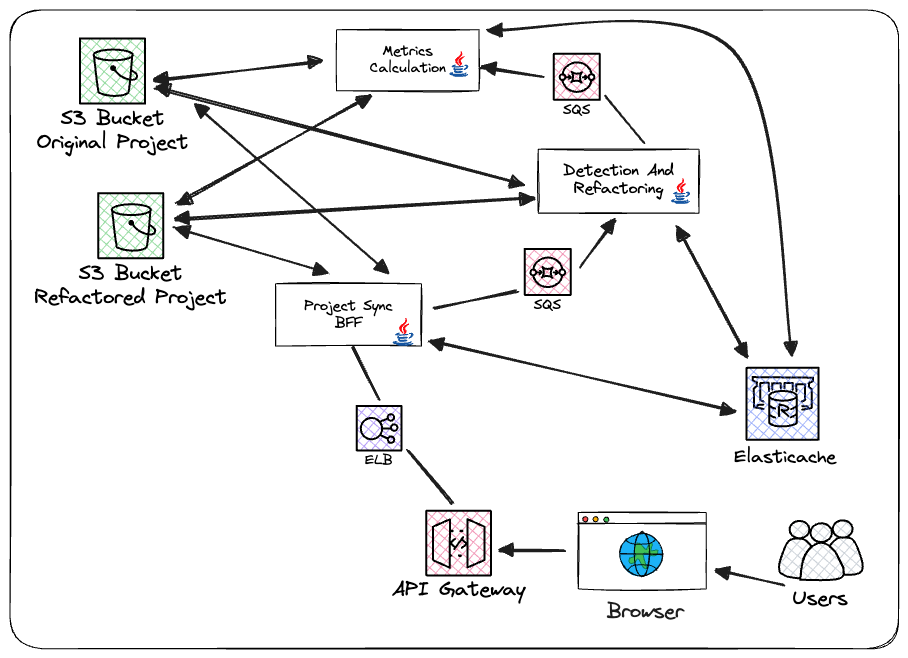 Metrics
Calculation
SQS
S3 Bucket
Original Project
Detection And
Refactoring
S3 Bucket
Refactored Project
SQS
Project Sync
BFF
R
ELB
Elasticache
</>
API Gateway
Browser
Users